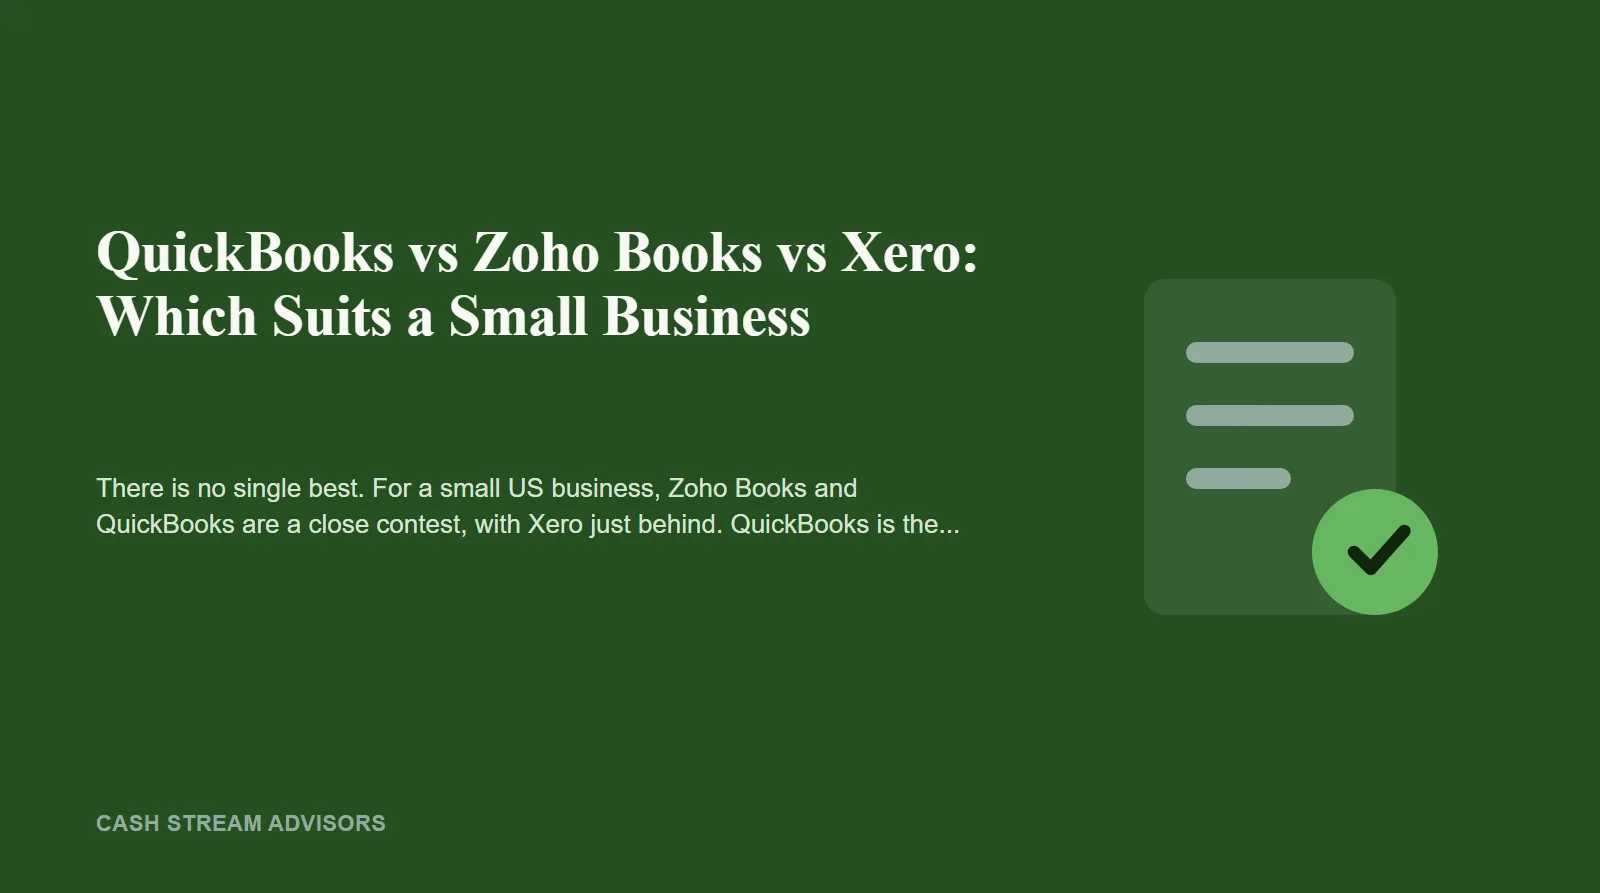 QuickBooks vs Zoho Books vs Xero:
Which Suits a Small Business
There is no single best. For a small US business, Zoho Books and
QuickBooks are a close contest, with Xero just behind. QuickBooks is the...
CASH STREAM ADVISORS